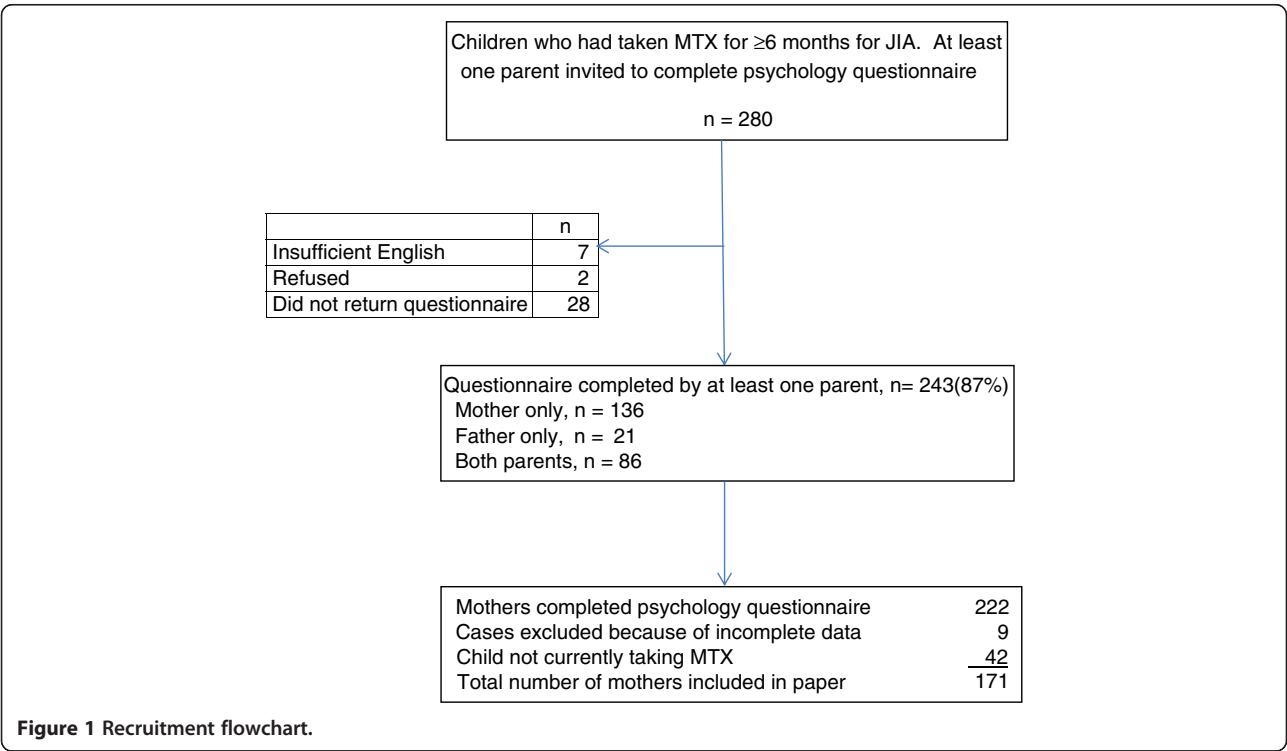 Children who had taken MTX for ≥6 months for JIA. At least
one parent invited to complete psychology questionnaire
n = 280
n
Insufficient English 7
Refused 2
Did not return questionnaire 28
Questionnaire completed by at least one parent, n= 243(87%)
Mother only, n = 136
Father only, n = 21
Both parents, n = 86
Mothers completed psychology questionnaire 222
Cases excluded because of incomplete data 9
Child not currently taking MTX 42
Total number of mothers included in paper 171
Figure 1 Recruitment flowchart.